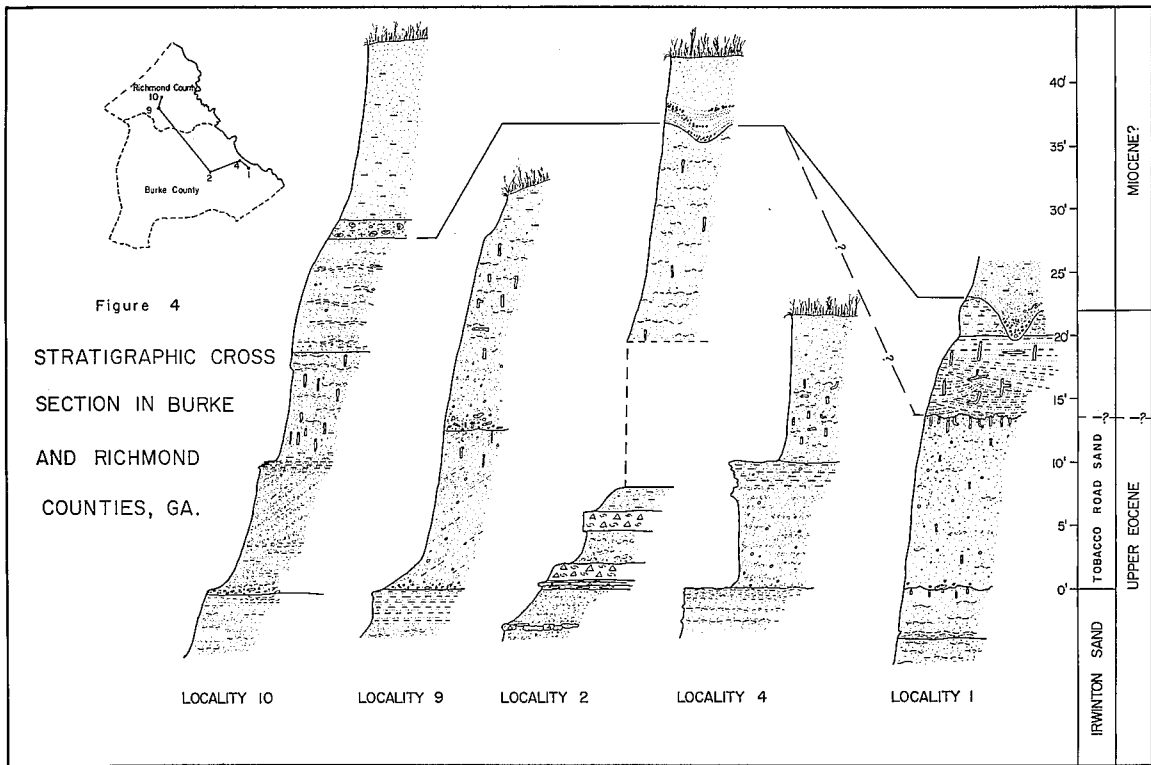 Richmond County
10
9
4
1
2
Burke County
Figure 4
STRATIGRAPHIC CROSS
SECTION IN BURKE
AND RICHMOND
COUNTIES, GA.
?
?
LOCALITY 10
LOCALITY 9
LOCALITY 2
LOCALITY 4
LOCALITY 1
40'
35'
30'
25'
20'
15'
10'
5'
0'
IRWINTON SAND
TOBACCO ROAD SAND
?
UPPER EOCENE
?
MIOCENE?